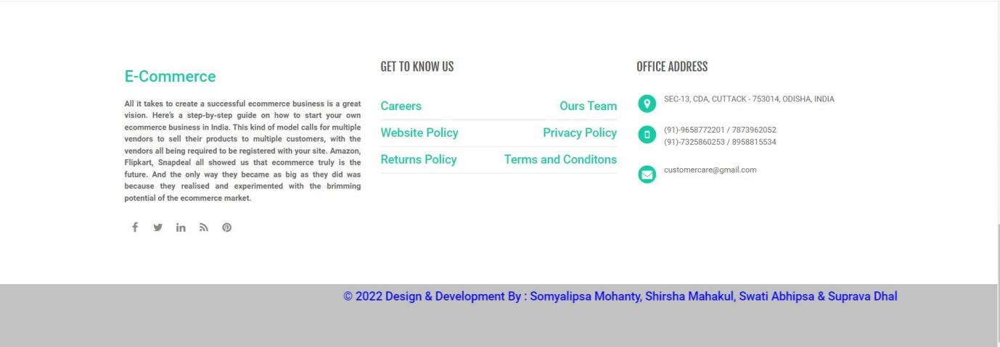 E-Commerce
All it takes to create a successful ecommerce business is a great
vision. Here's a step-by-step guide on how to start your own
ecommerce business in India. This kind of model calls for multiple
vendors to sell their products to multiple customers, with the
vendors all being required to be registered with your site. Amazon,
Flipkart, Snapdeal all showed us that ecommerce truly is the
future. And the only way they became as big as they did was
because they realised and experimented with the brimming
potential of the ecommerce market.
GET TO KNOW US
Careers Ours Team
Website Policy Privacy Policy
Returns Policy Terms and Conditons
OFFICE ADDRESS
SEC-13, CDA, CUTTACK - 753014, ODISHA, INDIA
(91)-9658772201 / 7873962052
(91)-7325860253 / 8958815534
customercare@gmail.com
© 2022 Design & Development By : Somyalipsa Mohanty, Shirsha Mahakul, Swati Abhipsa & Suprava Dhal